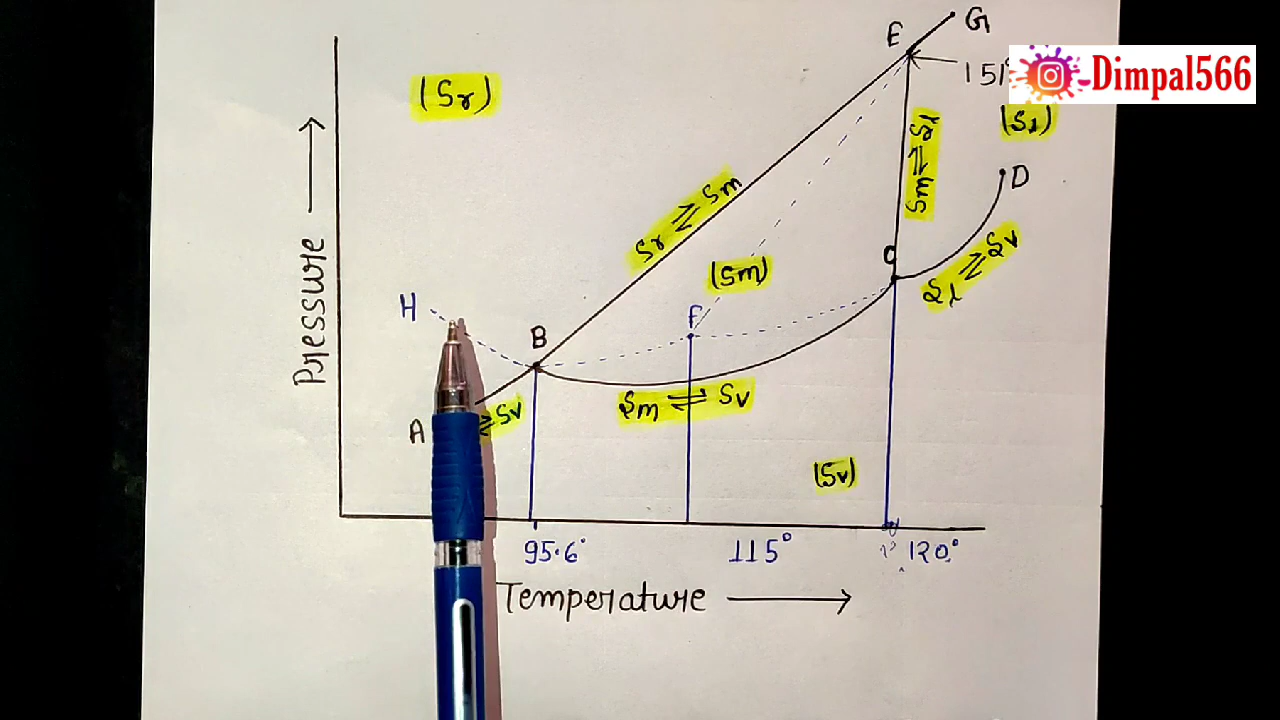 G
E
151°
Dimpal566
(Sr)
(Sl)
Sm ⇌ Sl
D
Sr ⇌ Sm
C
Sl ⇌ Sv
(Sm)
Pressure
H
F
B
Sm ⇌ Sv
A
⇌ Sv
(Sv)
95.6° 115° 120°
Temperature